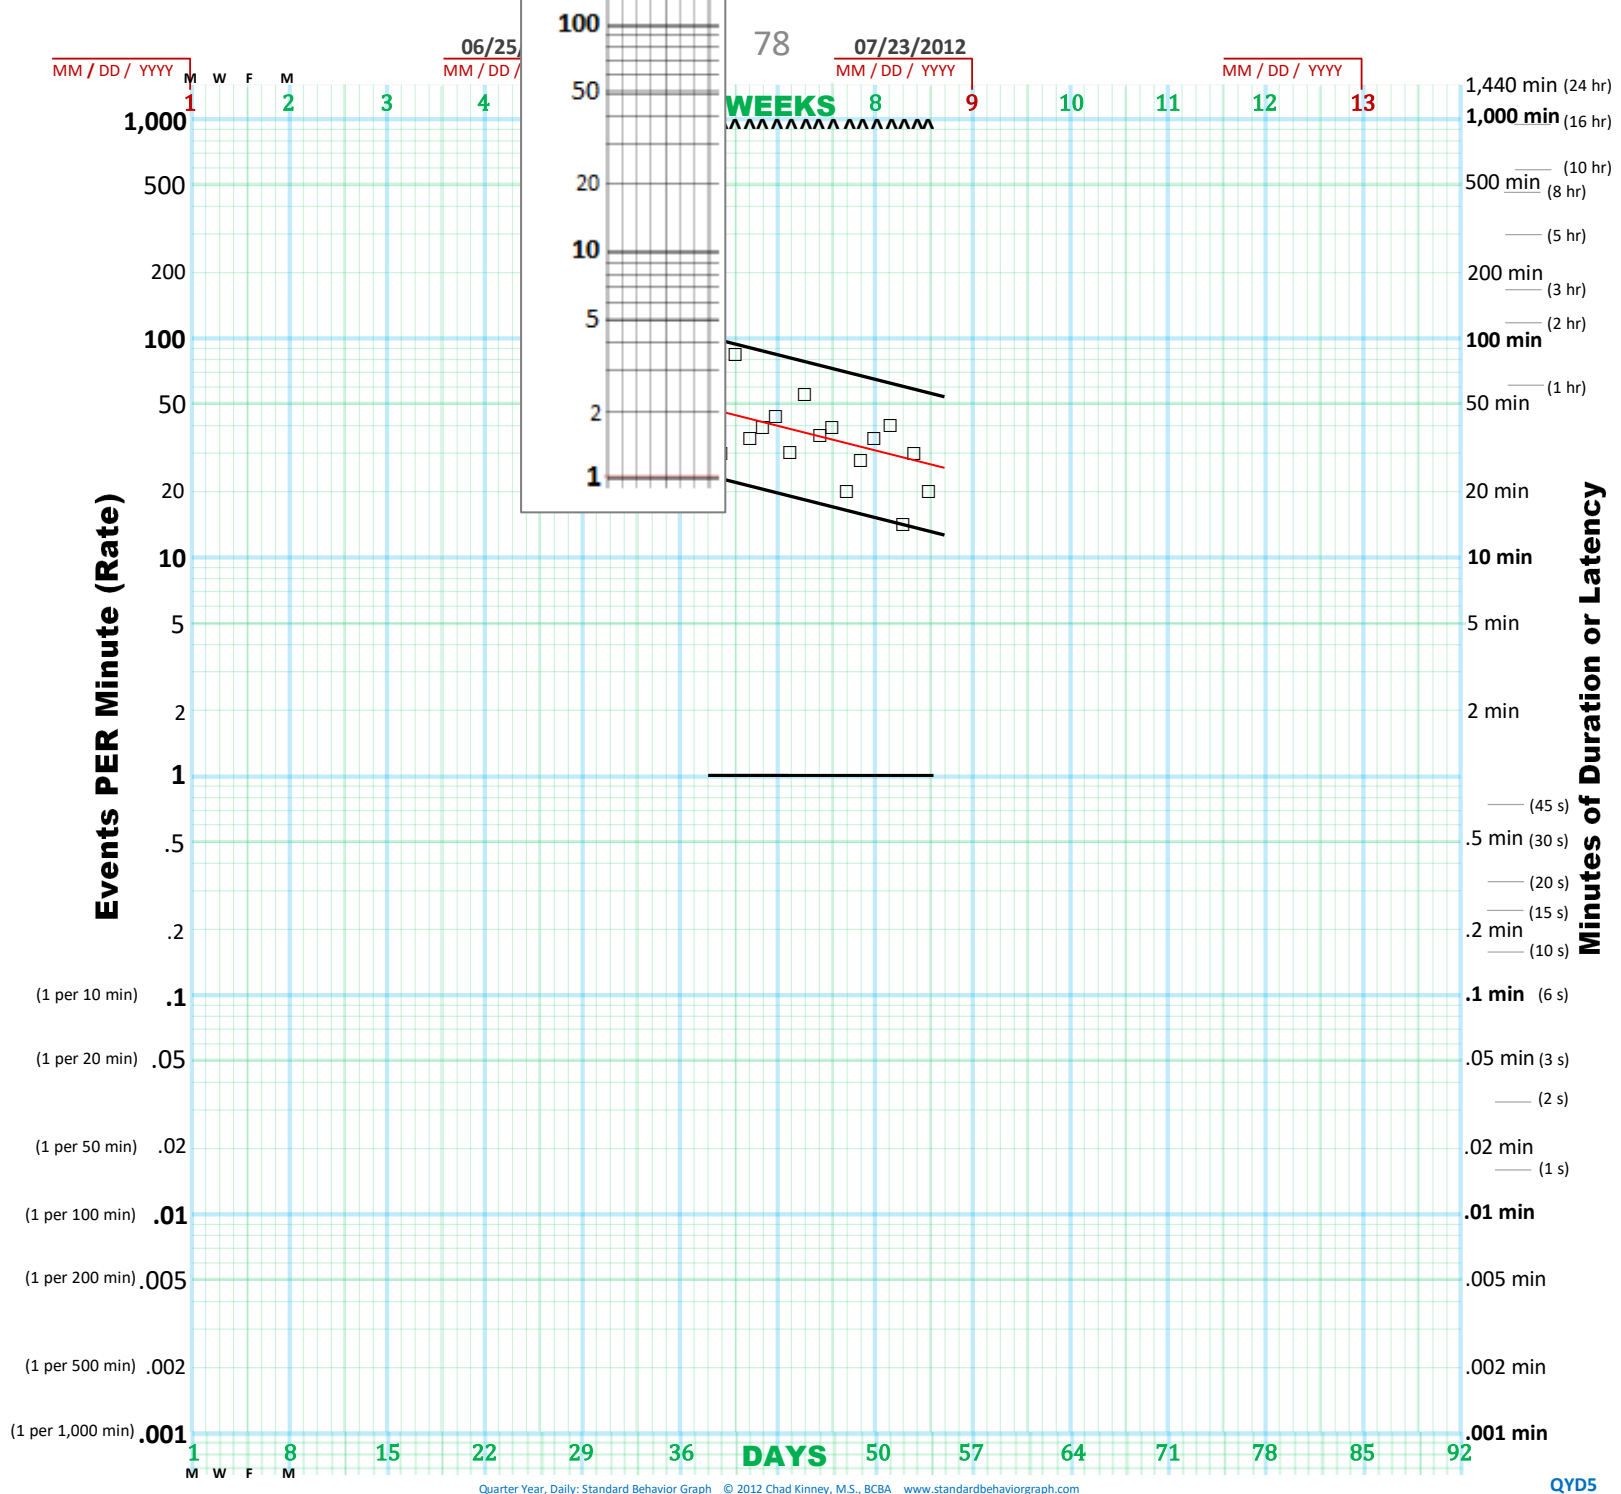 100
50
20
10
5
2
1
78
06/25/
07/23/2012
MM / DD / YYYY
MM / DD /
MM / DD / YYYY
MM / DD / YYYY
M W F M
1 2 3 4 WEEKS 8 9 10 11 12 13
^^^^^^^^^ ^^^^^^^
1,000
500
200
100
50
20
10
5
2
1
.5
.2
(1 per 10 min) .1
(1 per 20 min) .05
(1 per 50 min) .02
(1 per 100 min) .01
(1 per 200 min) .005
(1 per 500 min) .002
(1 per 1,000 min) .001
Events PER Minute (Rate)
1,440 min (24 hr)
1,000 min (16 hr)
(10 hr)
500 min (8 hr)
(5 hr)
200 min
(3 hr)
(2 hr)
100 min
(1 hr)
50 min
20 min
10 min
5 min
2 min
(45 s)
.5 min (30 s)
(20 s)
(15 s)
.2 min
(10 s)
.1 min (6 s)
.05 min (3 s)
(2 s)
.02 min
(1 s)
.01 min
.005 min
.002 min
.001 min
Minutes of Duration or Latency
1 8 15 22 29 36 DAYS 50 57 64 71 78 85 92
M W F M
Quarter Year, Daily: Standard Behavior Graph © 2012 Chad Kinney, M.S., BCBA www.standardbehaviorgraph.com
QYD5